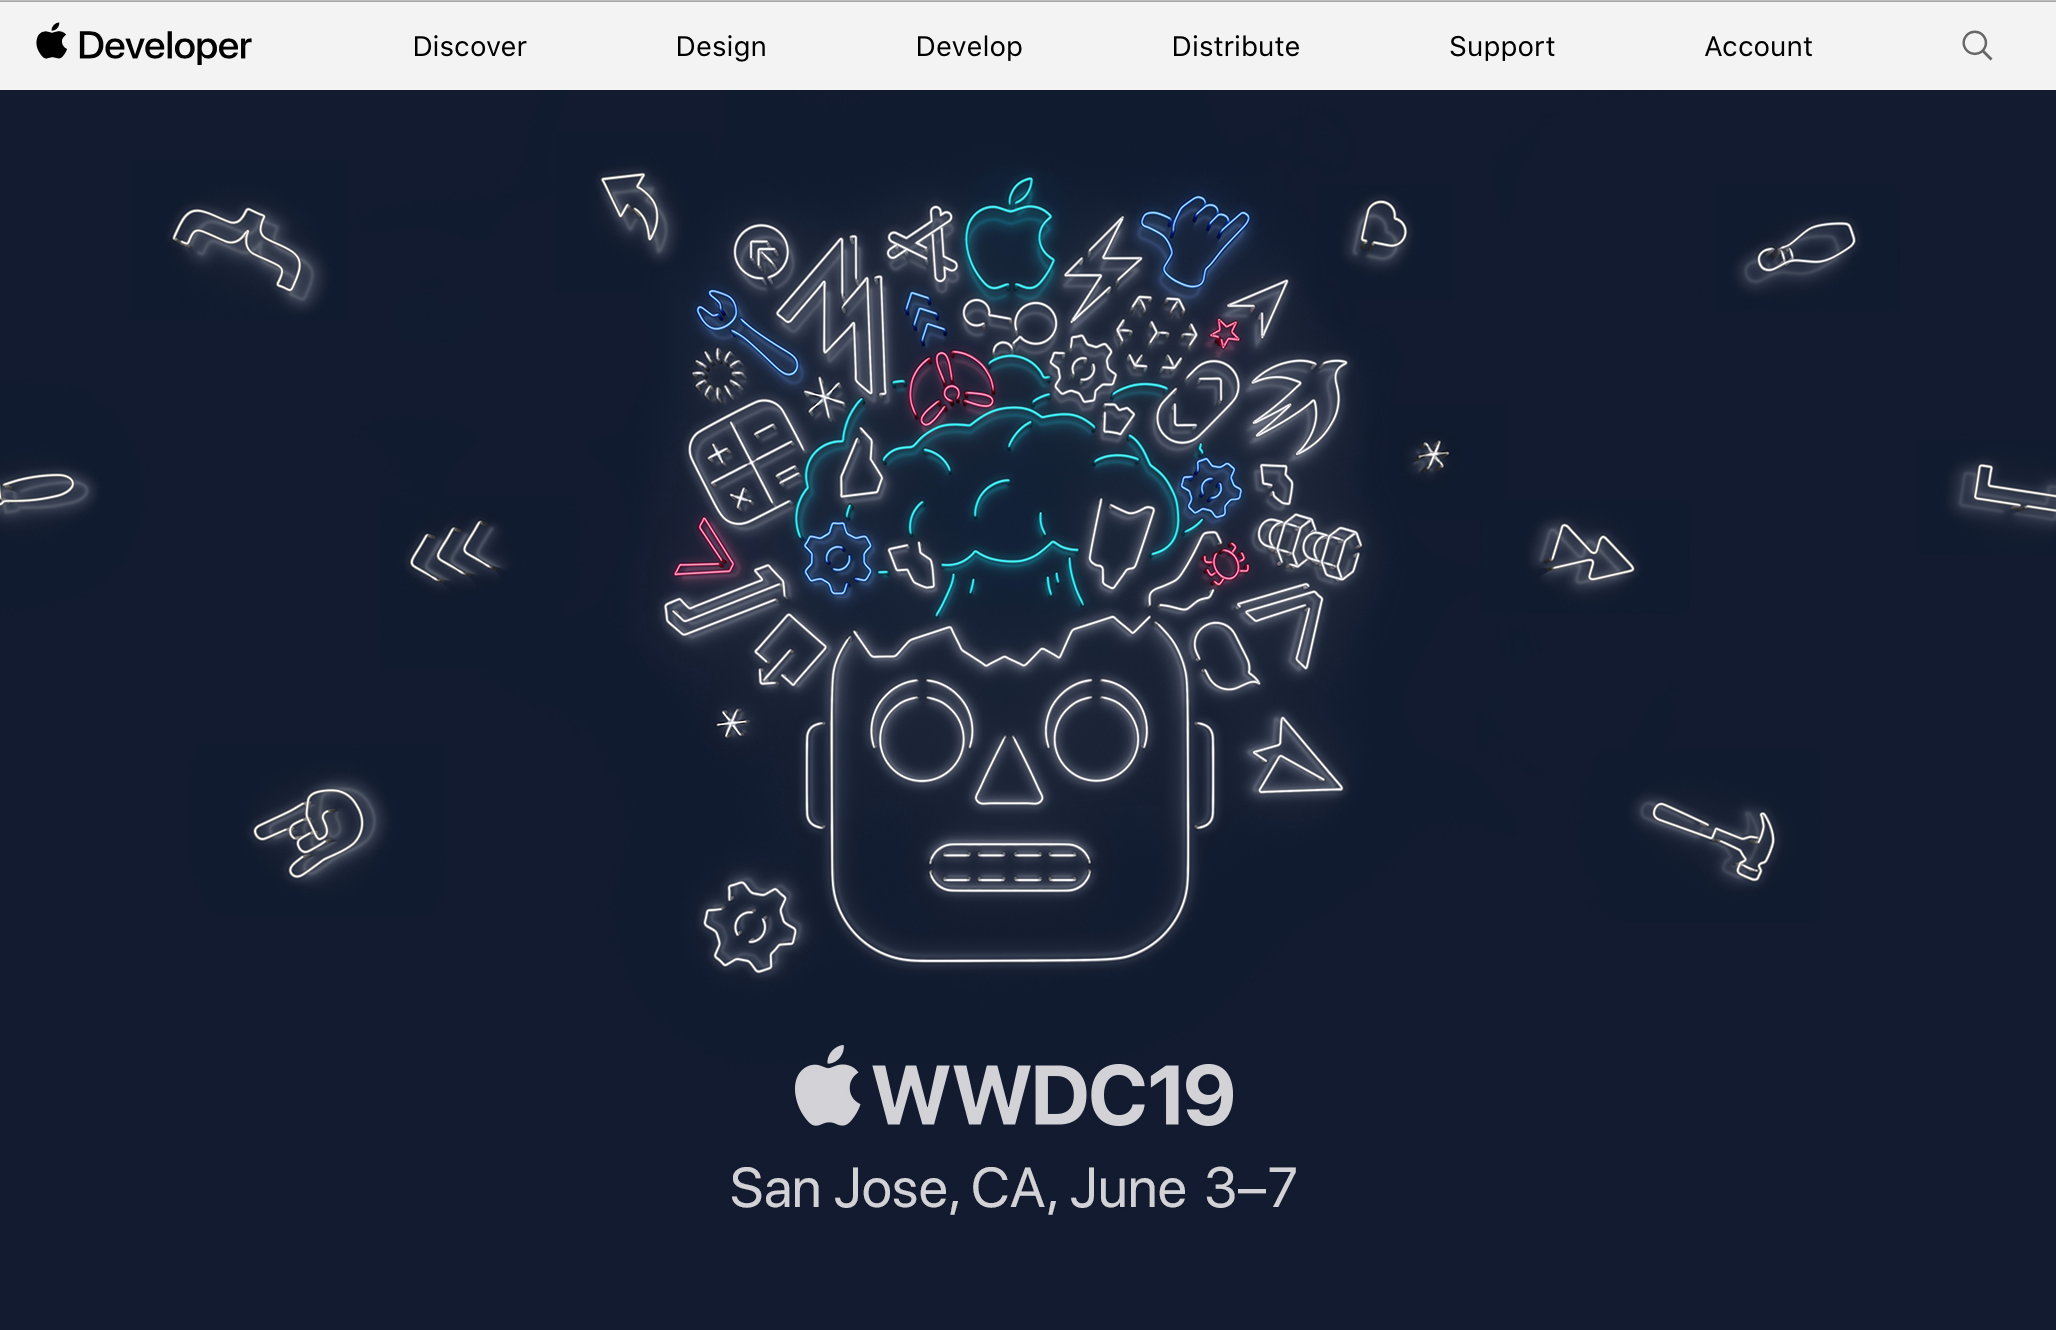 Developer Discover Design Develop Distribute Support Account
WWDC19
San Jose, CA, June 3–7